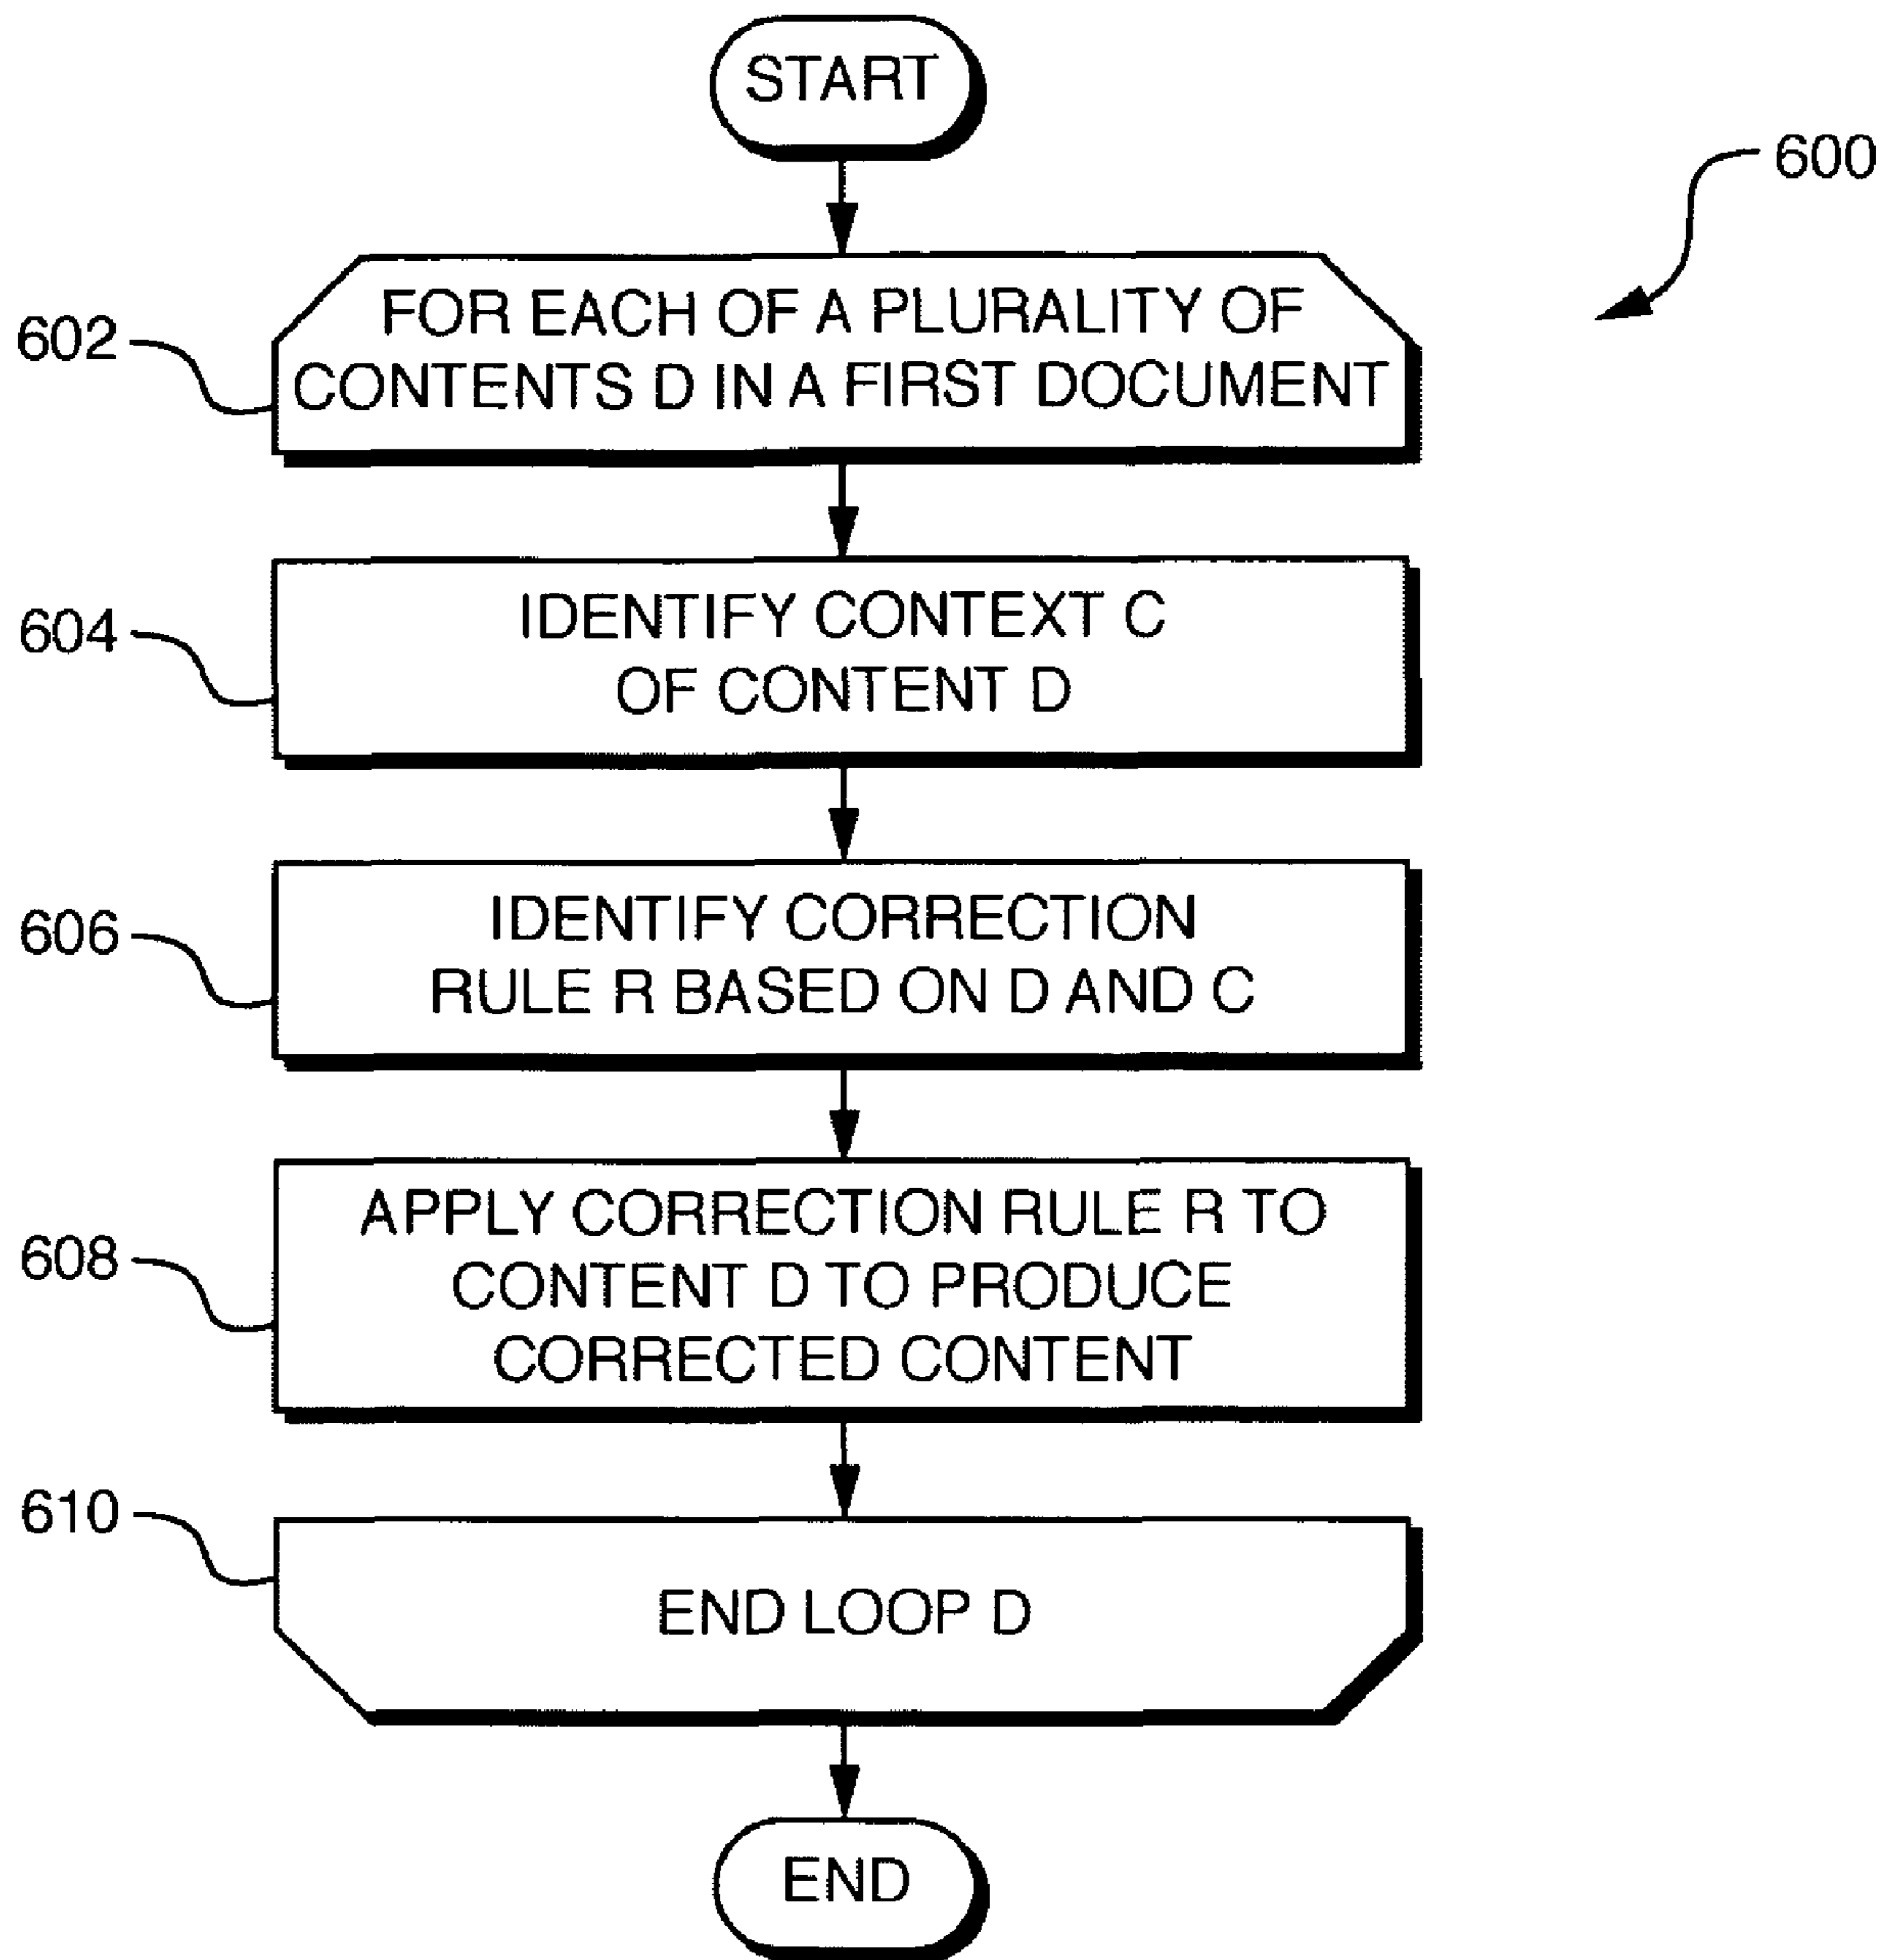 START
600
FOR EACH OF A PLURALITY OF
CONTENTS D IN A FIRST DOCUMENT
602
IDENTIFY CONTEXT C
OF CONTENT D
604
IDENTIFY CORRECTION
RULE R BASED ON D AND C
606
APPLY CORRECTION RULE R TO
CONTENT D TO PRODUCE
CORRECTED CONTENT
608
610
END LOOP D
END